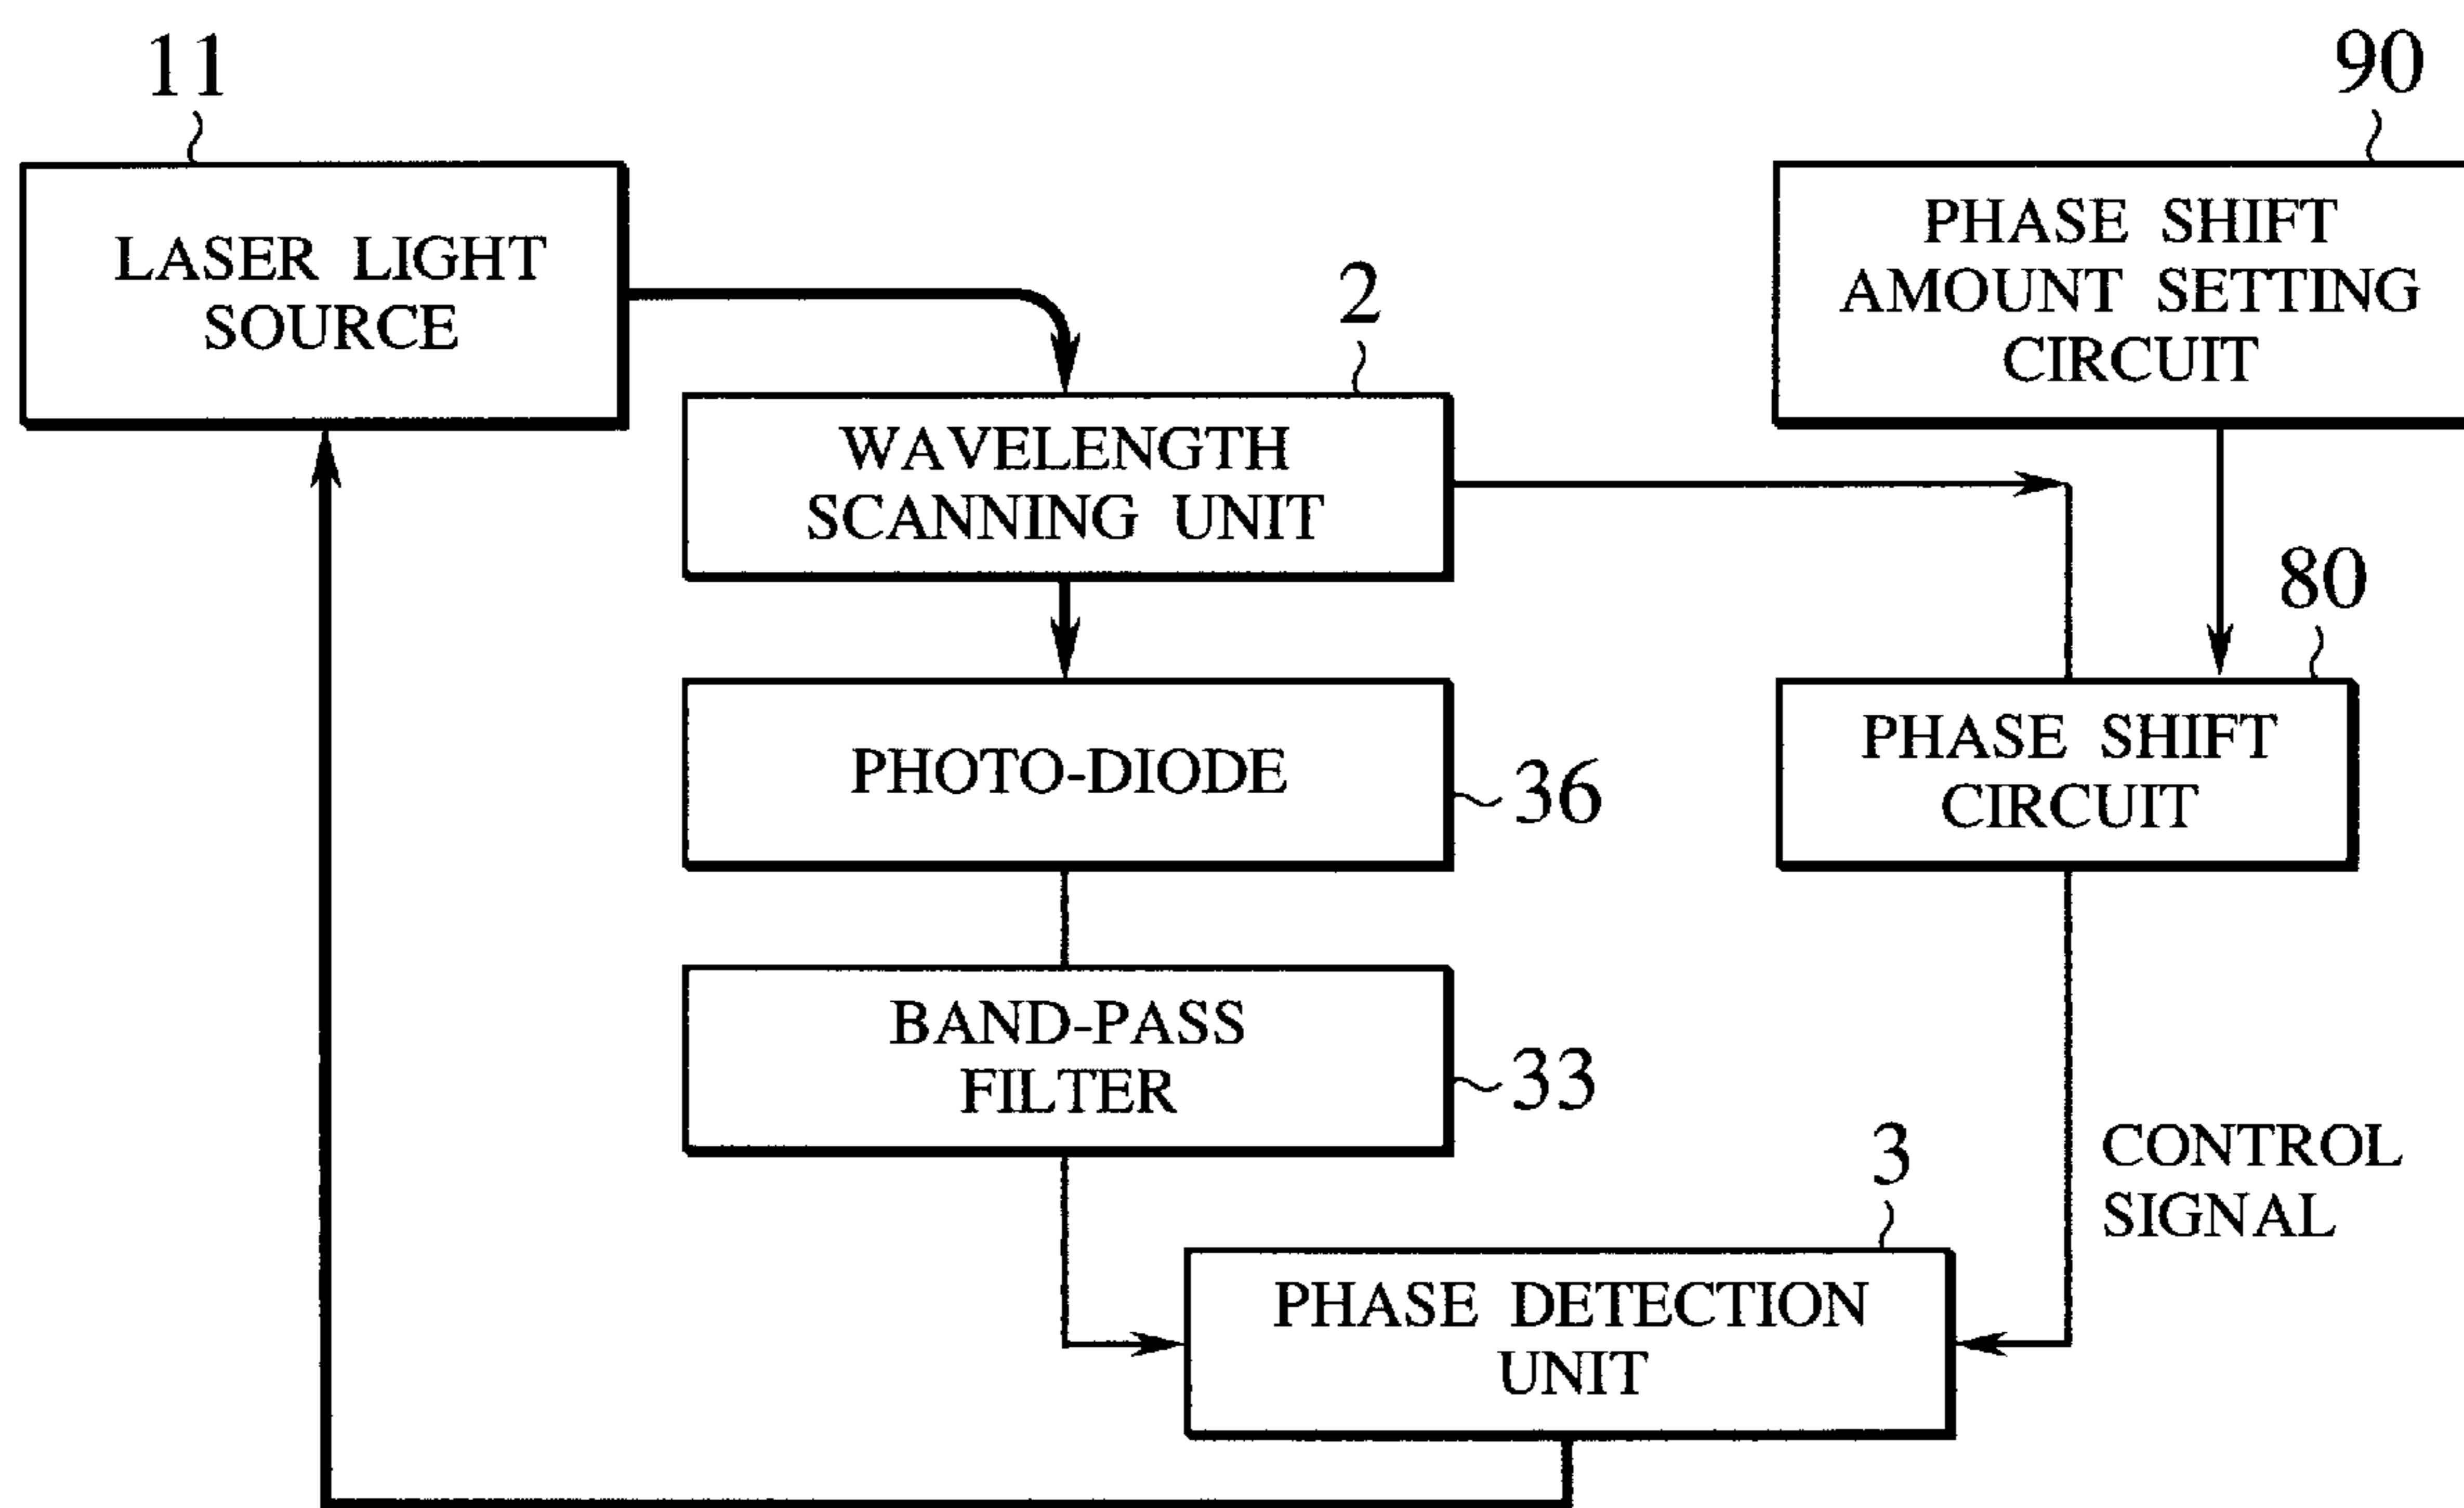 11
LASER LIGHT
SOURCE
90
PHASE SHIFT
AMOUNT SETTING
CIRCUIT
2
WAVELENGTH
SCANNING UNIT
80
PHASE SHIFT
CIRCUIT
PHOTO-DIODE
36
BAND-PASS
FILTER
33
3
PHASE DETECTION
UNIT
CONTROL
SIGNAL